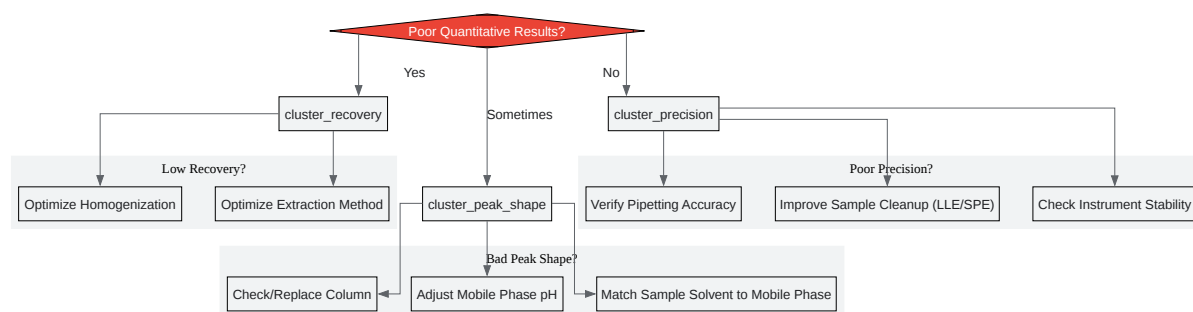 Poor Quantitative Results?
Yes
No
Sometimes
cluster_recovery
cluster_precision
Low Recovery?
Poor Precision?
Optimize Homogenization
Optimize Extraction Method
cluster_peak_shape
Verify Pipetting Accuracy
Improve Sample Cleanup (LLE/SPE)
Check Instrument Stability
Bad Peak Shape?
Check/Replace Column
Adjust Mobile Phase pH
Match Sample Solvent to Mobile Phase